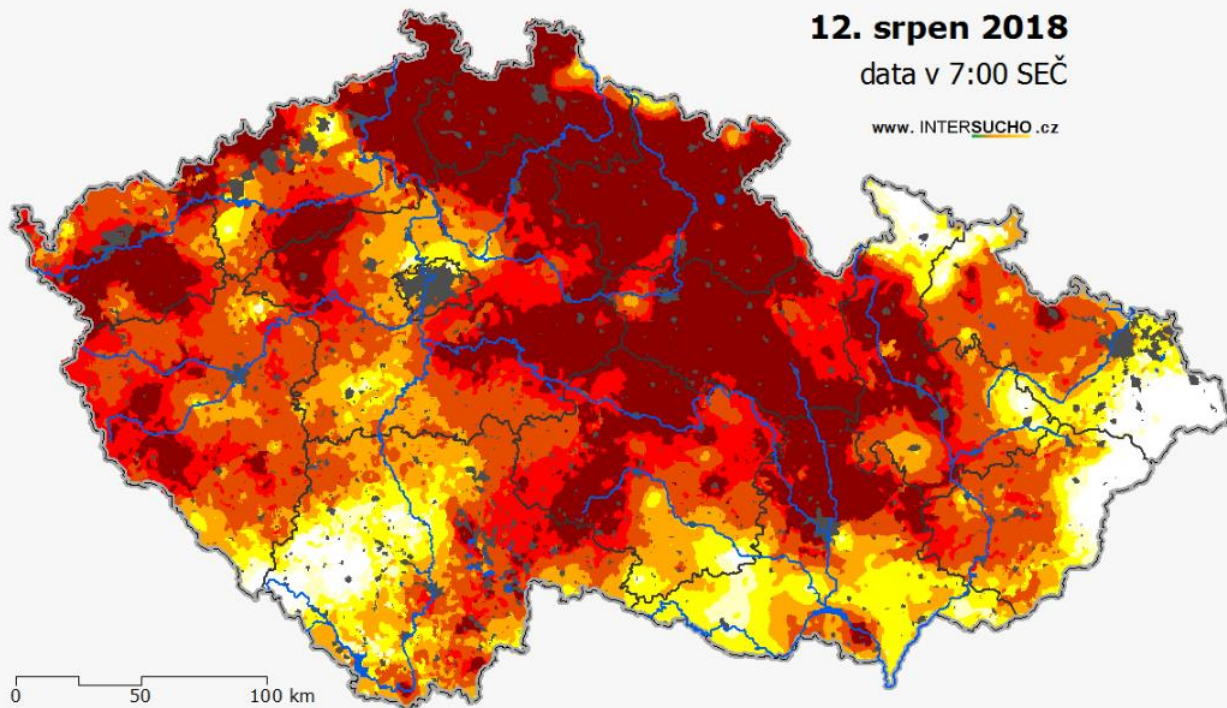 12. srpen 2018
data v 7:00 SEČ
www. INTERSUCHO.cz
0 50 100 km